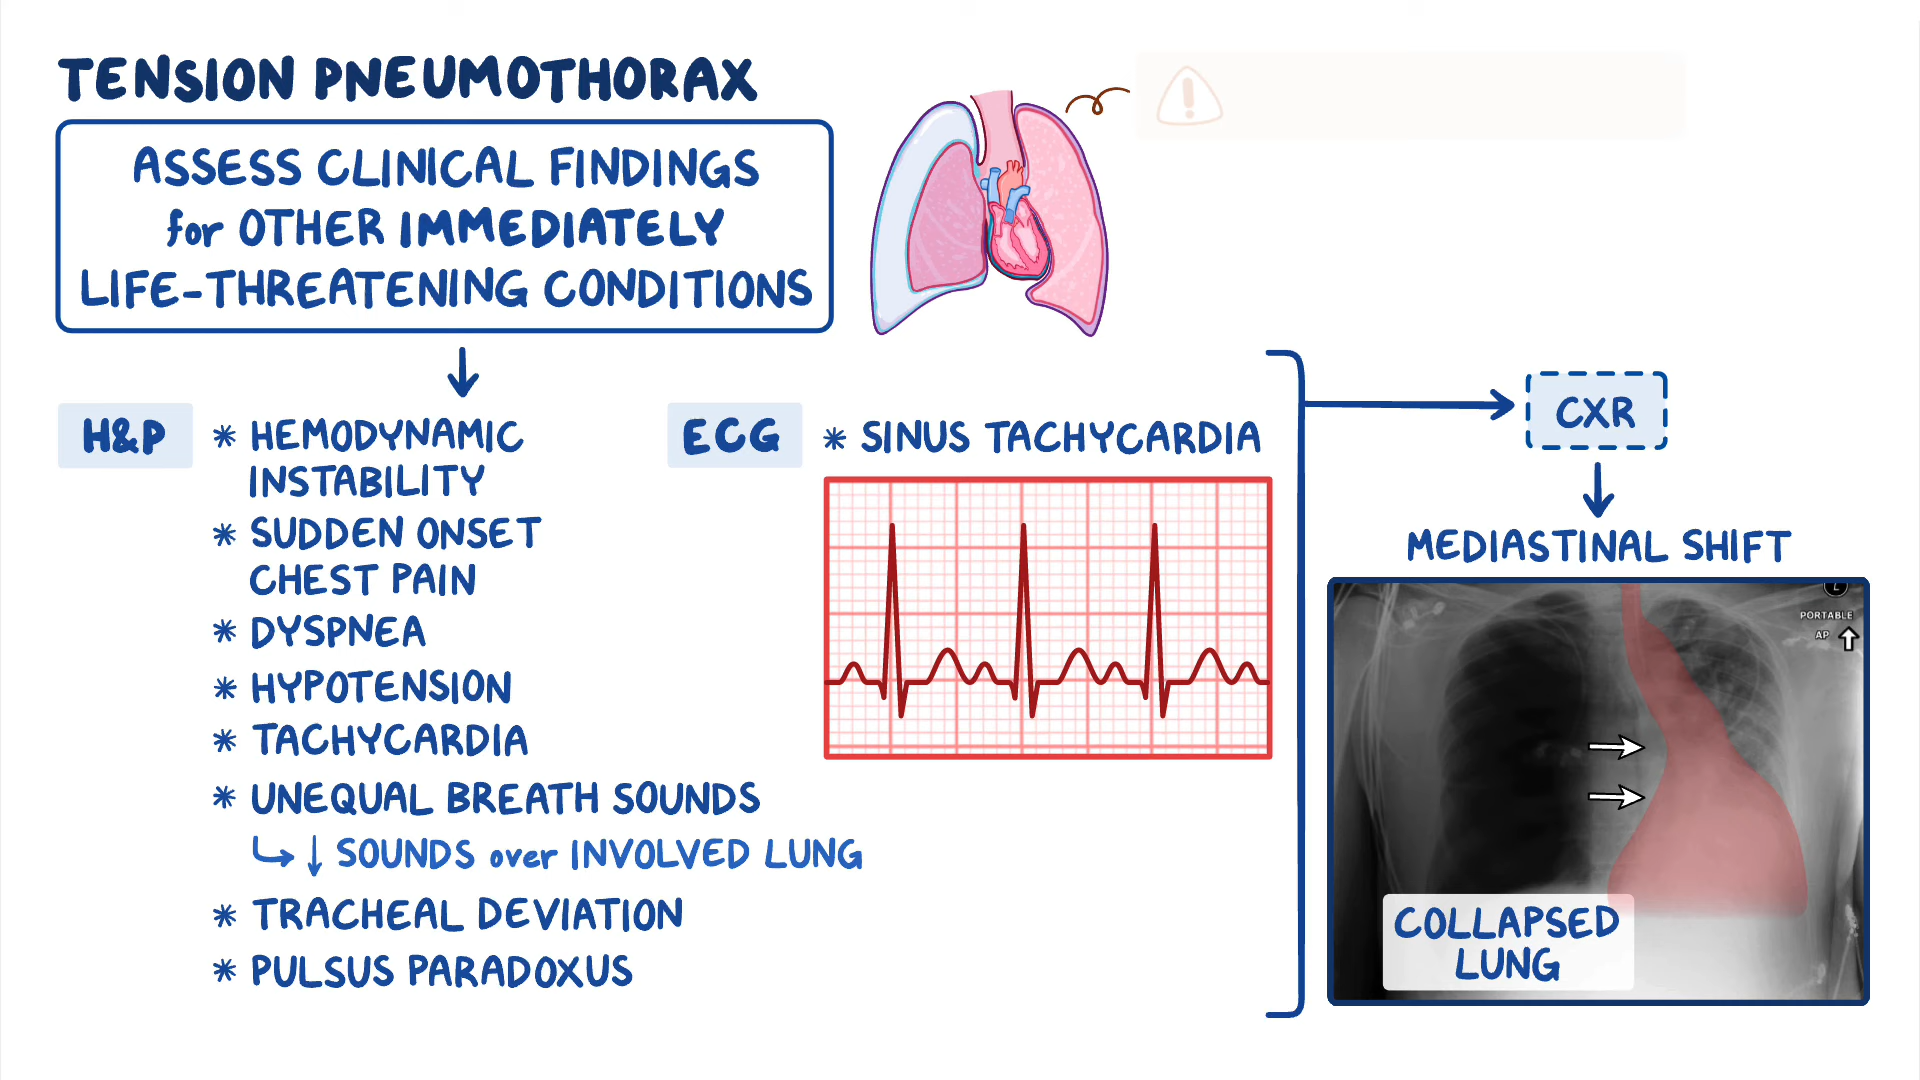 TENSION PNEUMOTHORAX
ASSESS CLINICAL FINDINGS
for OTHER IMMEDIATELY
LIFE-THREATENING CONDITIONS
H&P
* HEMODYNAMIC
INSTABILITY
* SUDDEN ONSET
CHEST PAIN
* DYSPNEA
* HYPOTENSION
* TACHYCARDIA
* UNEQUAL BREATH SOUNDS
↳ ↓ SOUNDS over INVOLVED LUNG
* TRACHEAL DEVIATION
* PULSUS PARADOXUS
ECG
* SINUS TACHYCARDIA
CXR
MEDIASTINAL SHIFT
L
PORTABLE
AP
COLLAPSED
LUNG